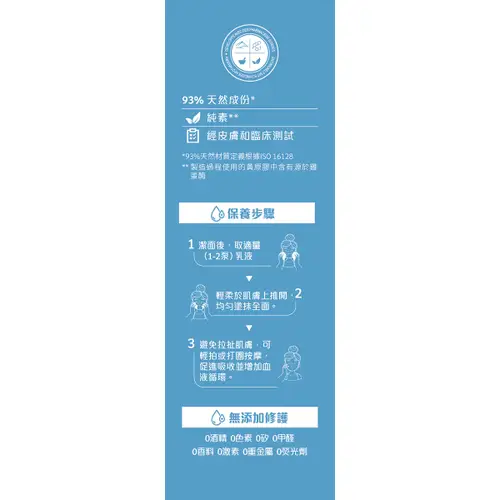 93% 天然成份*
純素**
經皮膚和臨床測試
*93%天然材質定義根據ISO 16128
**製造過程使用的黃原膠中含有源於雞
蛋菌
保養步驟
1 潔面後，取適量
(1-2泵) 乳液
輕柔於肌膚上推開，2
均勻塗抹全面。
3 避免拉扯肌膚，可
輕拍或打圈按摩，
促進吸收並增加血
液循環。
無添加修護
0酒精 0色素 0矽 0甲醛
0香料 0激素 0重金屬 0熒光劑